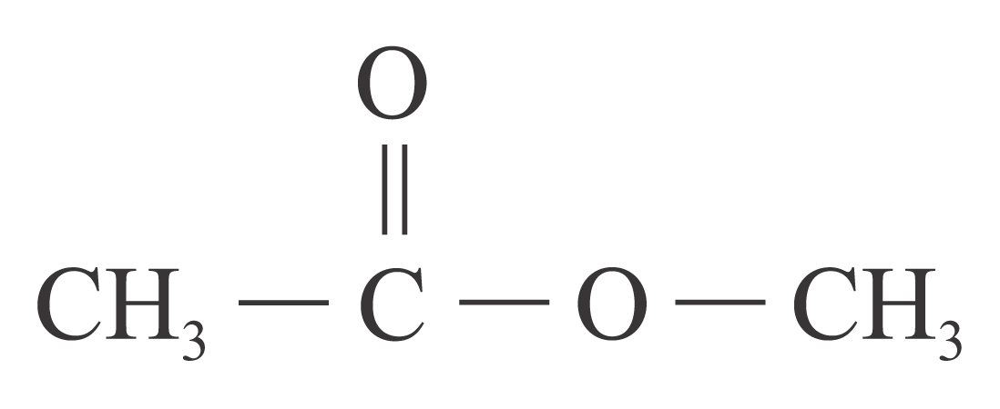 O
CH₃ — C — O — CH₃